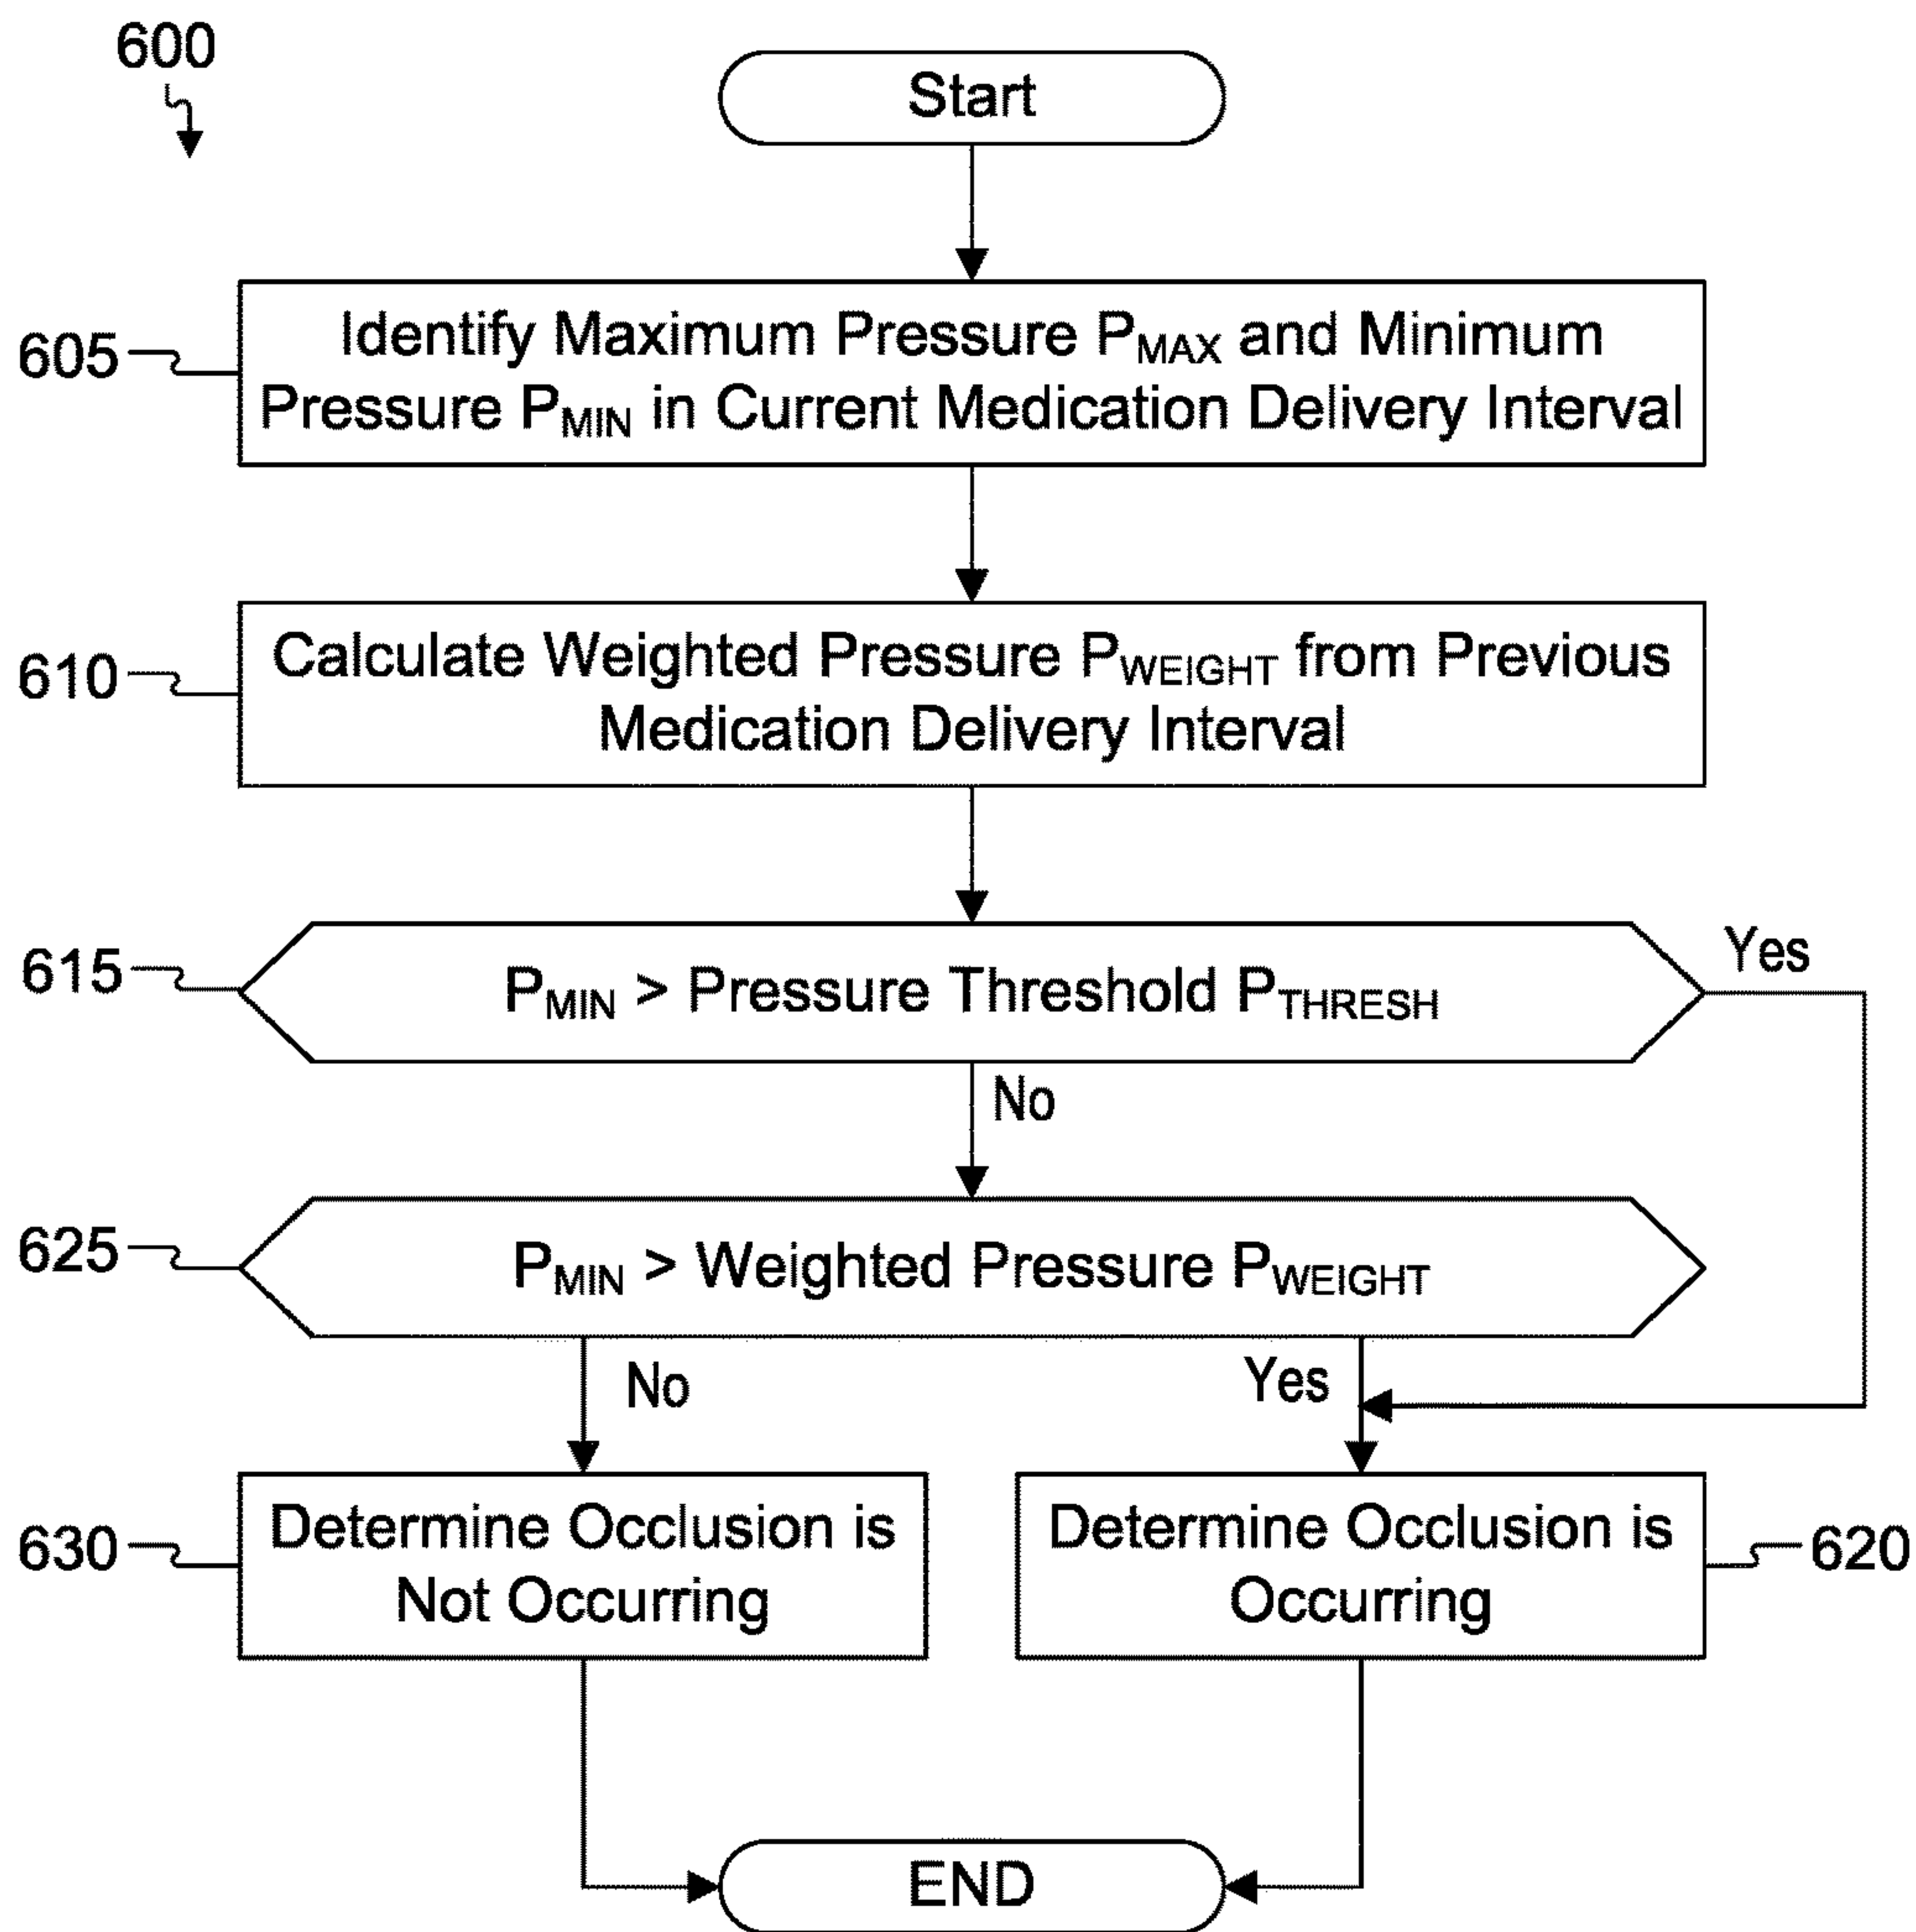 600
Start
605
Identify Maximum Pressure PMAX and Minimum
Pressure PMIN in Current Medication Delivery Interval
610
Calculate Weighted Pressure PWEIGHT from Previous
Medication Delivery Interval
615
PMIN > Pressure Threshold PTHRESH
Yes
No
625
PMIN > Weighted Pressure PWEIGHT
No
Yes
630
Determine Occlusion is
Not Occurring
Determine Occlusion is
Occurring
620
END